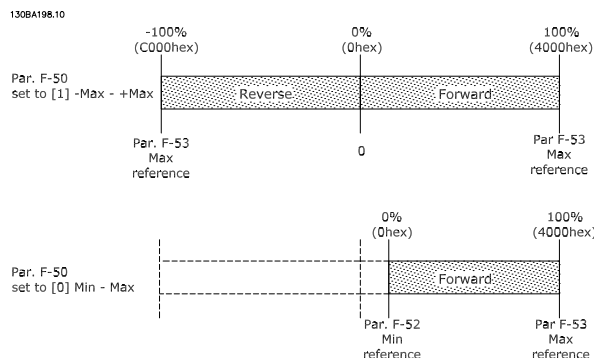 130BA198.10
-100% 0% 100%
(C000hex) (0hex) (4000hex)
Par. F-50
set to [1] -Max - +Max
Reverse Forward
Par. F-53 0 Par F-53
Max Max
reference reference
0% 100%
(0hex) (4000hex)
Par. F-50
set to [0] Min - Max
Forward
Par. F-52 Par F-53
Min Max
reference reference